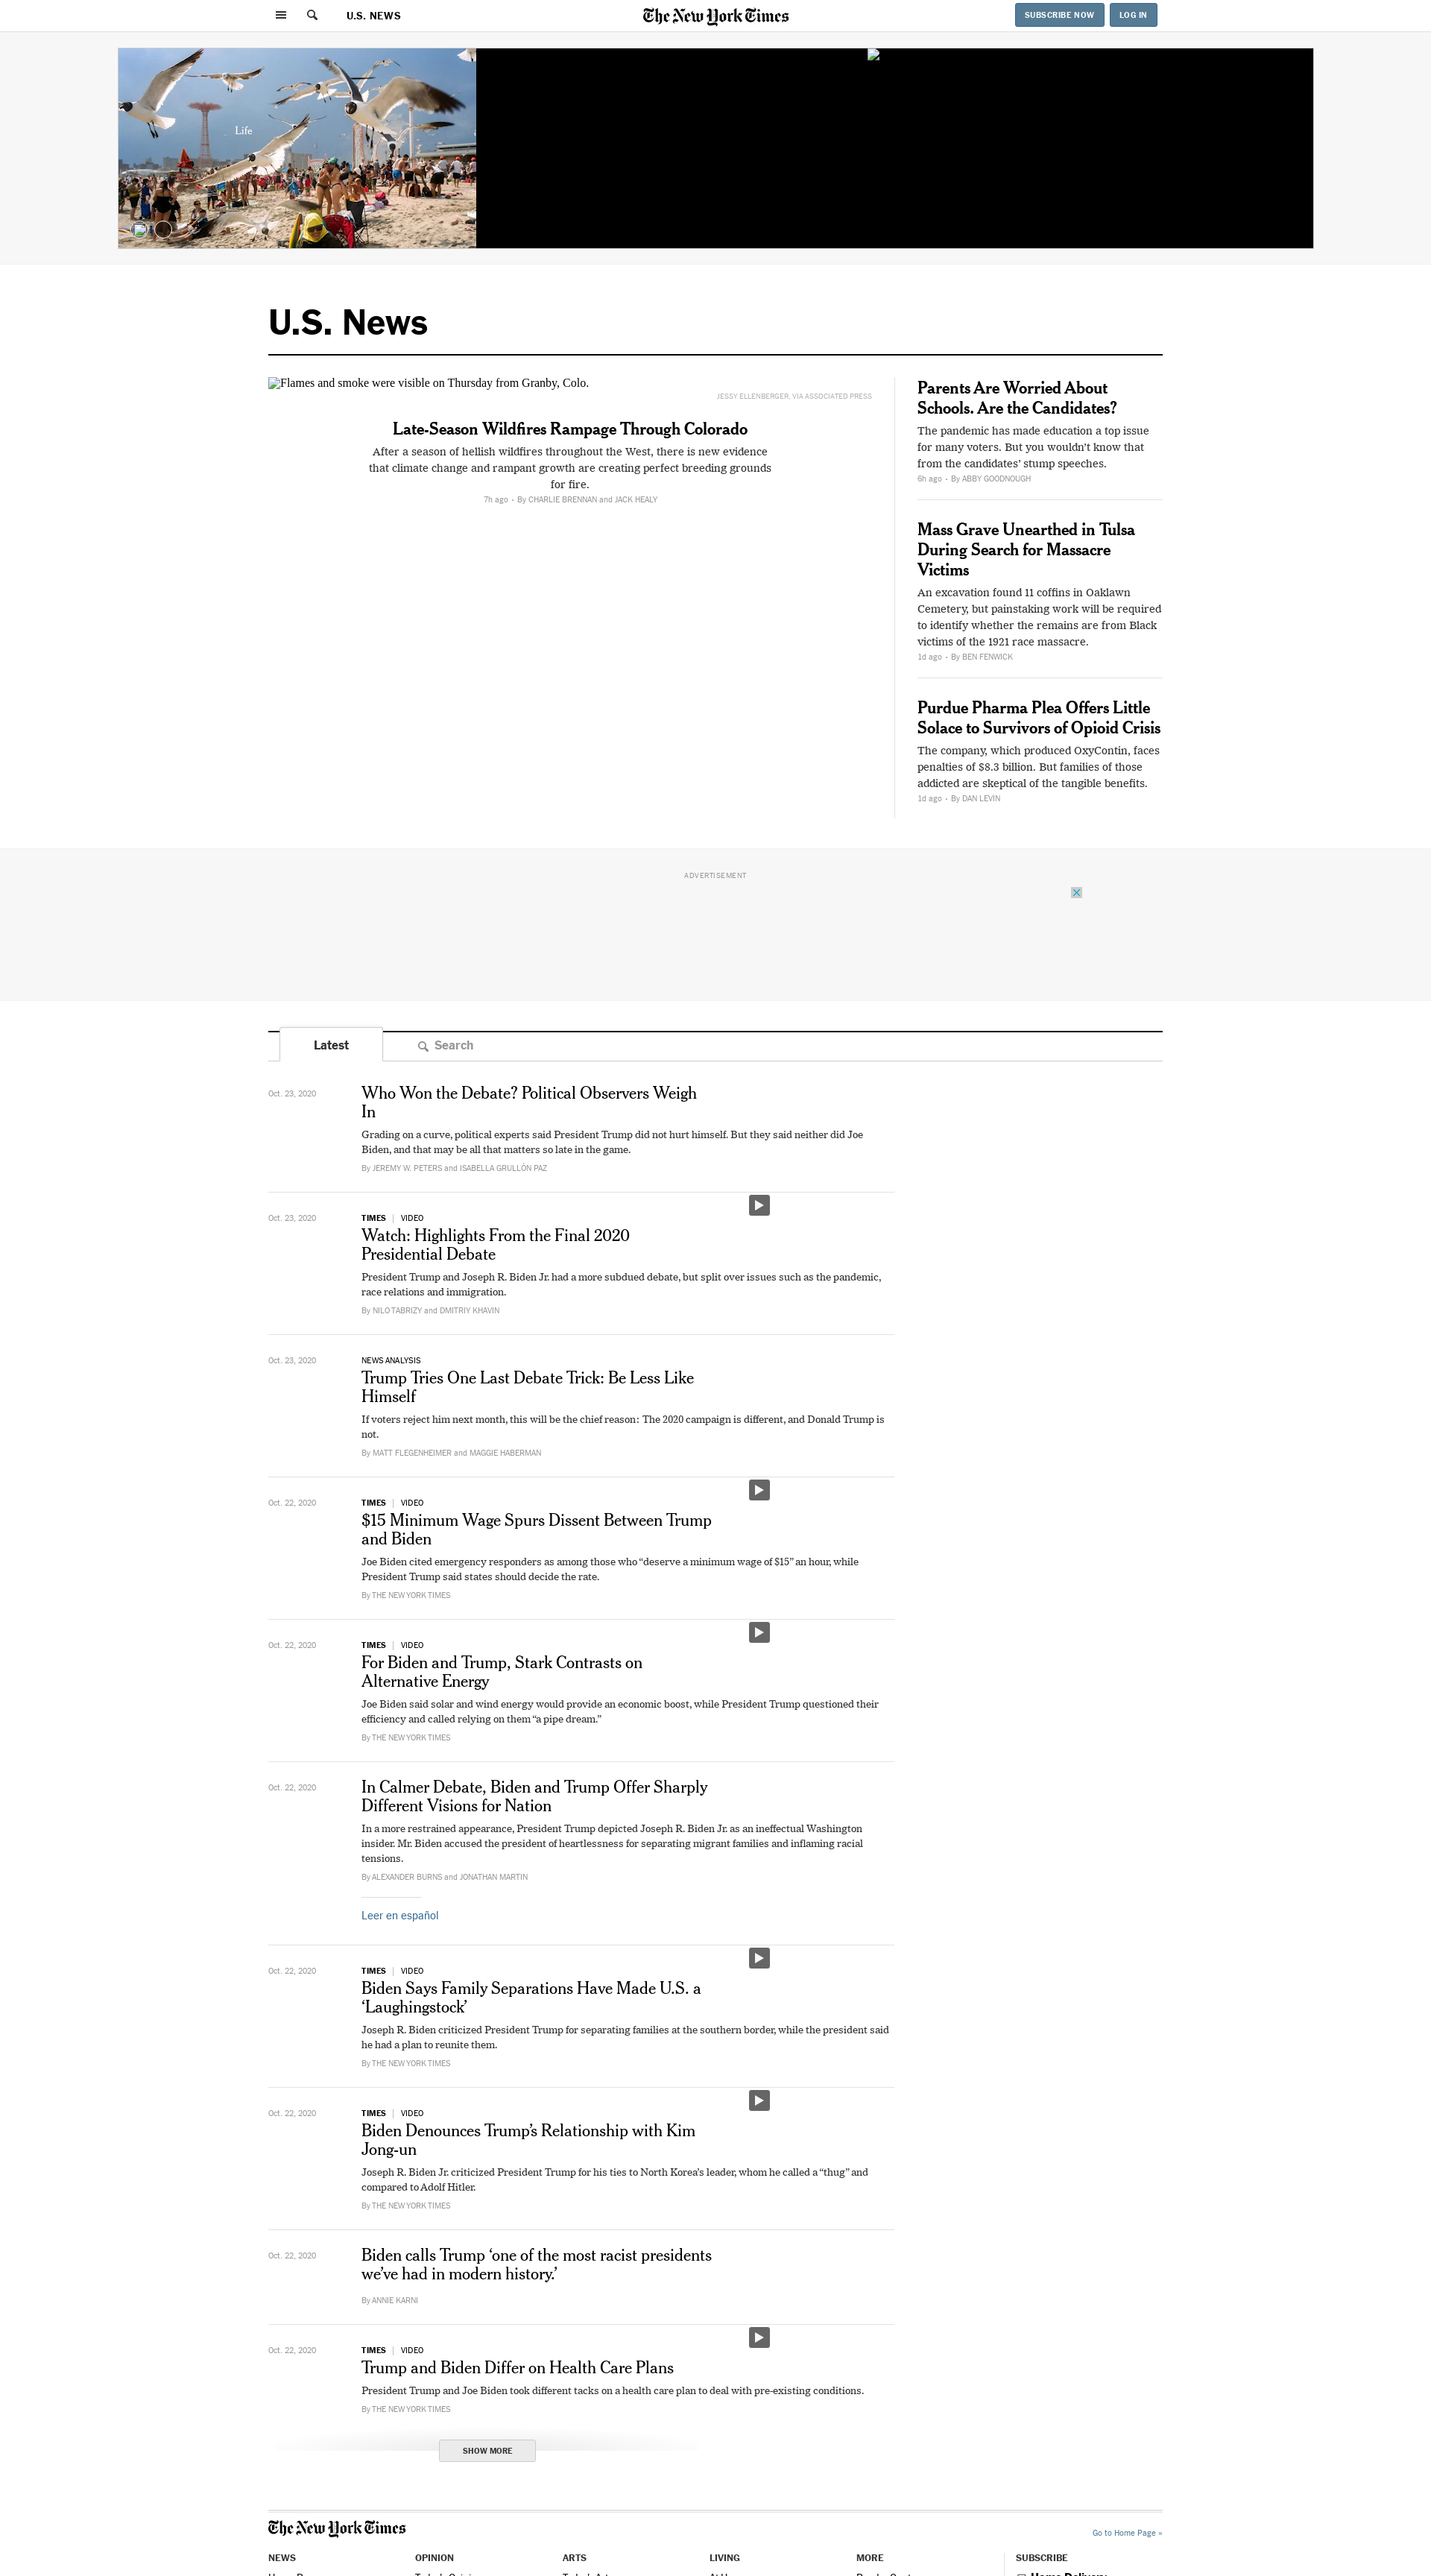 U.S. NEWS
The New York Times
SUBSCRIBE NOW
LOG IN
Life
U.S. News
Flames and smoke were visible on Thursday from Granby, Colo.
JESSY ELLENBERGER, VIA ASSOCIATED PRESS
Late-Season Wildfires Rampage Through Colorado
After a season of hellish wildfires throughout the West, there is new evidence
that climate change and rampant growth are creating perfect breeding grounds
for fire.
7h ago • By CHARLIE BRENNAN and JACK HEALY
Parents Are Worried About
Schools. Are the Candidates?
The pandemic has made education a top issue
for many voters. But you wouldn't know that
from the candidates' stump speeches.
6h ago • By ABBY GOODNOUGH
Mass Grave Unearthed in Tulsa
During Search for Massacre
Victims
An excavation found 11 coffins in Oaklawn
Cemetery, but painstaking work will be required
to identify whether the remains are from Black
victims of the 1921 race massacre.
1d ago • By BEN FENWICK
Purdue Pharma Plea Offers Little
Solace to Survivors of Opioid Crisis
The company, which produced OxyContin, faces
penalties of $8.3 billion. But families of those
addicted are skeptical of the tangible benefits.
1d ago • By DAN LEVIN
ADVERTISEMENT
Latest
Search
Oct. 23, 2020
Who Won the Debate? Political Observers Weigh
In
Grading on a curve, political experts said President Trump did not hurt himself. But they said neither did Joe
Biden, and that may be all that matters so late in the game.
By JEREMY W. PETERS and ISABELLA GRULLÓN PAZ
Oct. 23, 2020
TIMES | VIDEO
Watch: Highlights From the Final 2020
Presidential Debate
President Trump and Joseph R. Biden Jr. had a more subdued debate, but split over issues such as the pandemic,
race relations and immigration.
By NILO TABRIZY and DMITRIY KHAVIN
Oct. 23, 2020
NEWS ANALYSIS
Trump Tries One Last Debate Trick: Be Less Like
Himself
If voters reject him next month, this will be the chief reason: The 2020 campaign is different, and Donald Trump is
not.
By MATT FLEGENHEIMER and MAGGIE HABERMAN
Oct. 22, 2020
TIMES | VIDEO
$15 Minimum Wage Spurs Dissent Between Trump
and Biden
Joe Biden cited emergency responders as among those who “deserve a minimum wage of $15” an hour, while
President Trump said states should decide the rate.
By THE NEW YORK TIMES
Oct. 22, 2020
TIMES | VIDEO
For Biden and Trump, Stark Contrasts on
Alternative Energy
Joe Biden said solar and wind energy would provide an economic boost, while President Trump questioned their
efficiency and called relying on them “a pipe dream.”
By THE NEW YORK TIMES
Oct. 22, 2020
In Calmer Debate, Biden and Trump Offer Sharply
Different Visions for Nation
In a more restrained appearance, President Trump depicted Joseph R. Biden Jr. as an ineffectual Washington
insider. Mr. Biden accused the president of heartlessness for separating migrant families and inflaming racial
tensions.
By ALEXANDER BURNS and JONATHAN MARTIN
Leer en español
Oct. 22, 2020
TIMES | VIDEO
Biden Says Family Separations Have Made U.S. a
‘Laughingstock’
Joseph R. Biden criticized President Trump for separating families at the southern border, while the president said
he had a plan to reunite them.
By THE NEW YORK TIMES
Oct. 22, 2020
TIMES | VIDEO
Biden Denounces Trump’s Relationship with Kim
Jong-un
Joseph R. Biden Jr. criticized President Trump for his ties to North Korea’s leader, whom he called a “thug” and
compared to Adolf Hitler.
By THE NEW YORK TIMES
Oct. 22, 2020
Biden calls Trump ‘one of the most racist presidents
we’ve had in modern history.’
By ANNIE KARNI
Oct. 22, 2020
TIMES | VIDEO
Trump and Biden Differ on Health Care Plans
President Trump and Joe Biden took different tacks on a health care plan to deal with pre-existing conditions.
By THE NEW YORK TIMES
SHOW MORE
The New York Times
Go to Home Page »
NEWS
OPINION
ARTS
LIVING
MORE
SUBSCRIBE